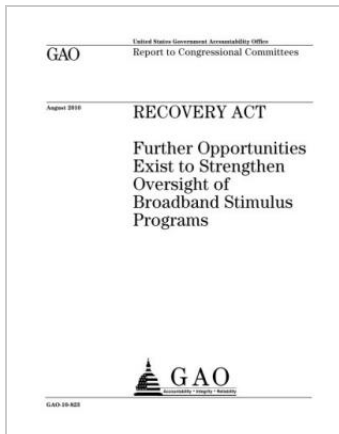 United States Government Accountability Office
GAO
Report to Congressional Committees
August 2010
RECOVERY ACT
Further Opportunities
Exist to Strengthen
Oversight of
Broadband Stimulus
Programs
GAO
Accountability * Integrity * Reliability
GAO-10-823